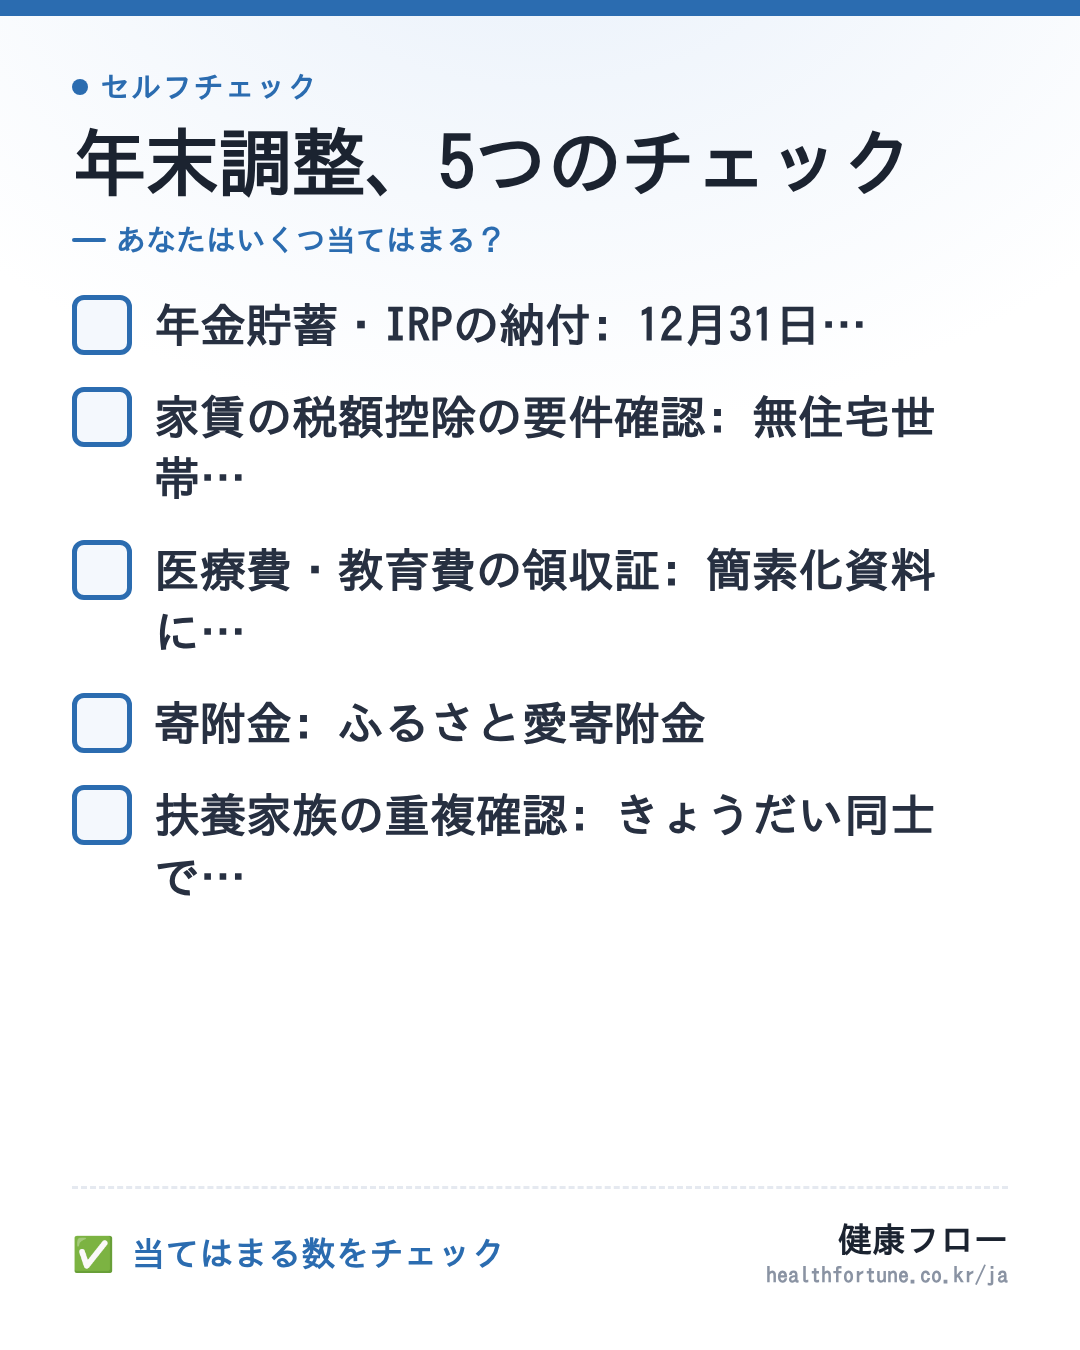 セルフチェック
年末調整、5つのチェック
— あなたはいくつ当てはまる？
年金貯蓄・IRPの納付: 12月31日…
家賃の税額控除の要件確認: 無住宅世
帯…
医療費・教育費の領収証: 簡素化資料
に…
寄附金: ふるさと愛寄附金
扶養家族の重複確認: きょうだい同士
で…
✅ 当てはまる数をチェック
健康フロー
healthfortune.co.kr/ja